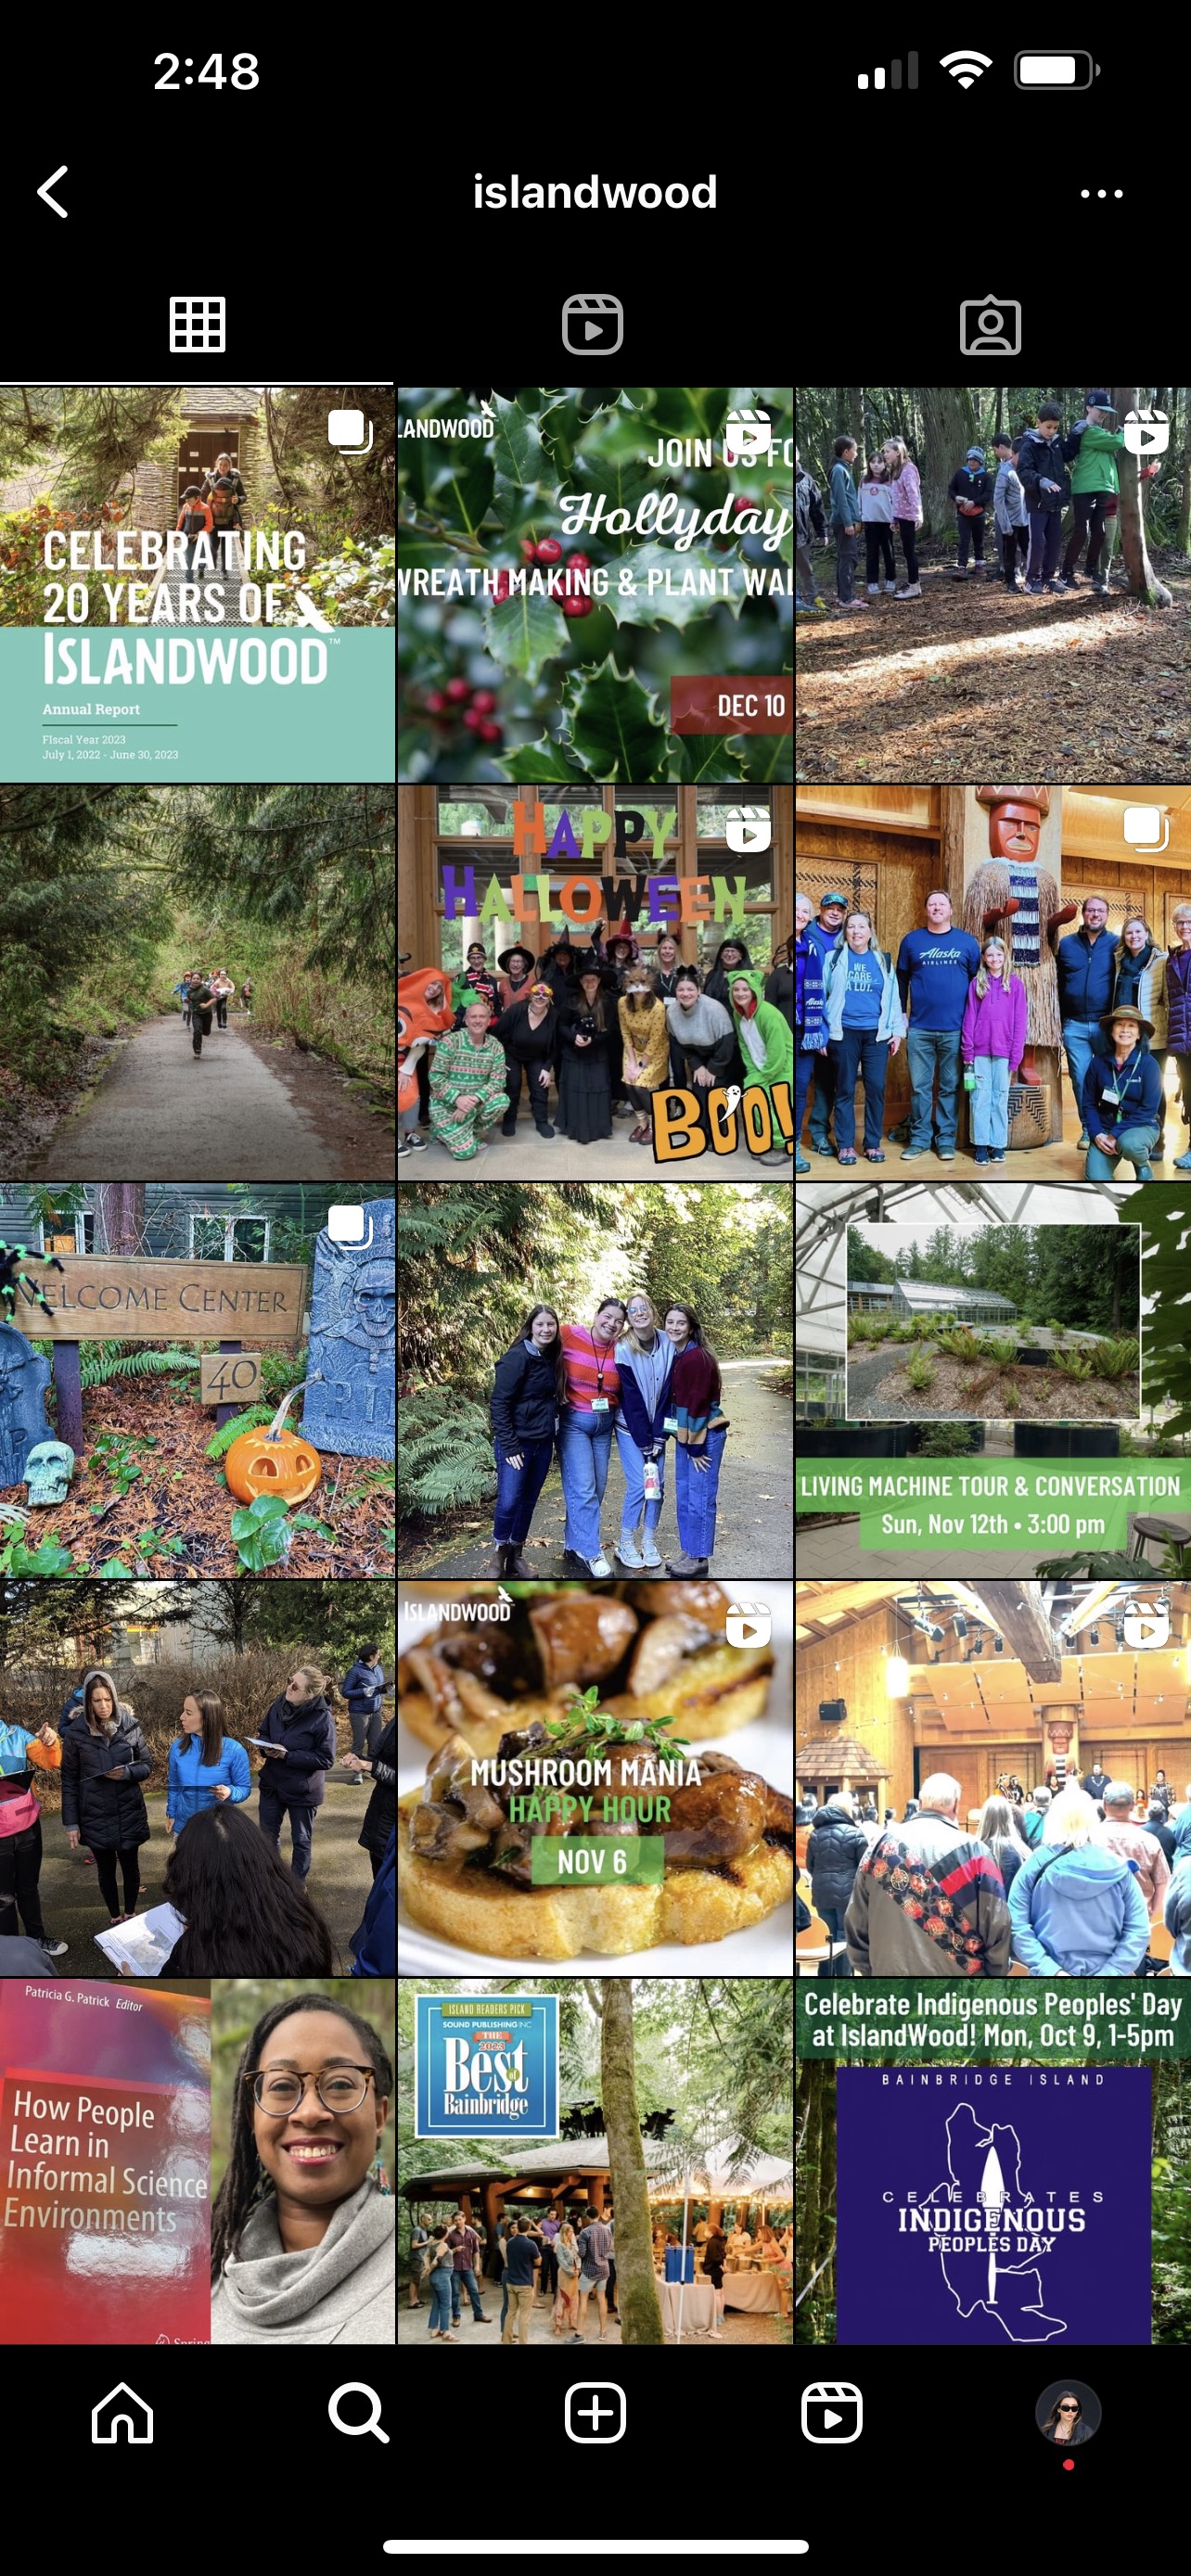 2:48
islandwood
CELEBRATING
20 YEARS OF
ISLANDWOOD™
Annual Report
Fiscal Year 2023
July 1, 2022 - June 30, 2023
LANDWOOD
JOIN US FO
Hollyday
WREATH MAKING & PLANT WAL
DEC 10
HAPPY
HALLOWEEN
BOO!
WE
CARE
A LOT.
Alaska
AIRLINES
WELCOME CENTER
40
R.I.P
LIVING MACHINE TOUR & CONVERSATION
Sun, Nov 12th • 3:00 pm
ISLANDWOOD
MUSHROOM MANIA
HAPPY HOUR
NOV 6
Patricia G. Patrick Editor
How People
Learn in
Informal Science
Environments
Spring
ISLAND READERS PICK
SOUND PUBLISHING INC
THE
2023
Best
of
Bainbridge
Celebrate Indigenous Peoples' Day
at IslandWood! Mon, Oct 9, 1-5pm
BAINBRIDGE ISLAND
CELEBRATES
INDIGENOUS
PEOPLES DAY